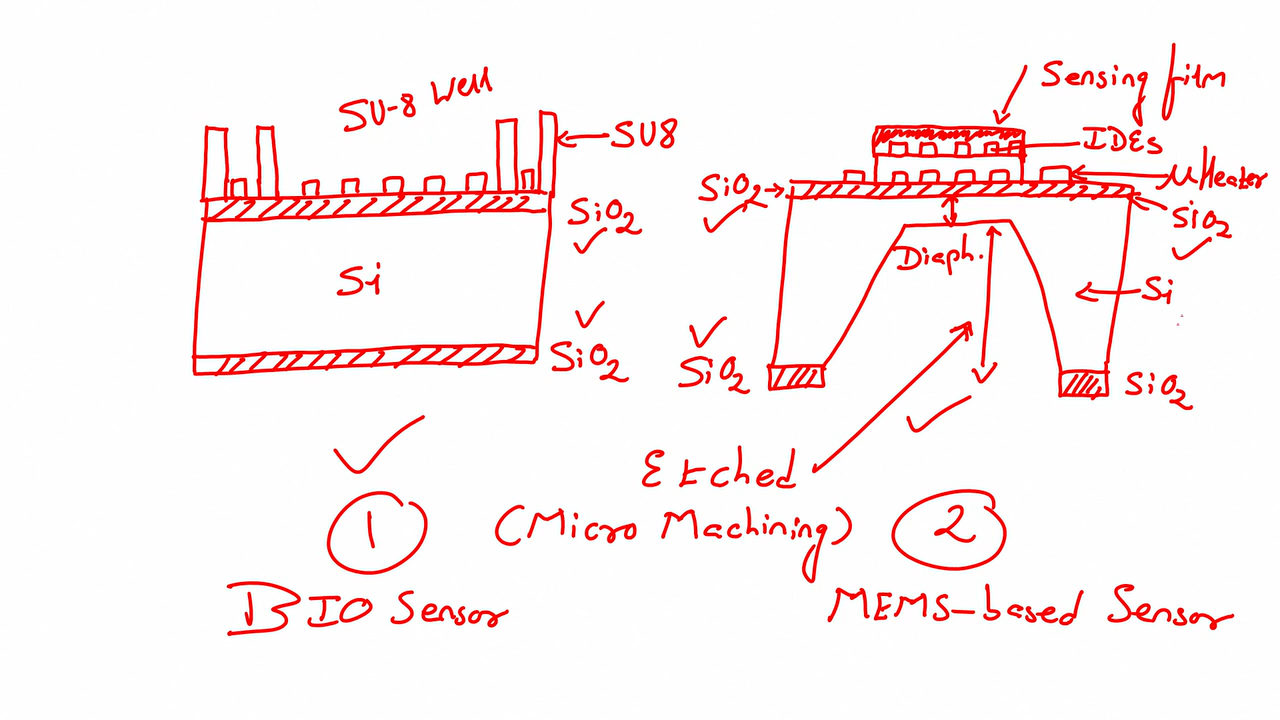 SU-8 Well
SU8
SiO2
Si
SiO2
1
BIO Sensor
Sensing film
IDEs
μHeater
SiO2
SiO2
Diaph.
Si
SiO2
SiO2
Etched
(Micro Machining)
2
MEMS-based Sensor